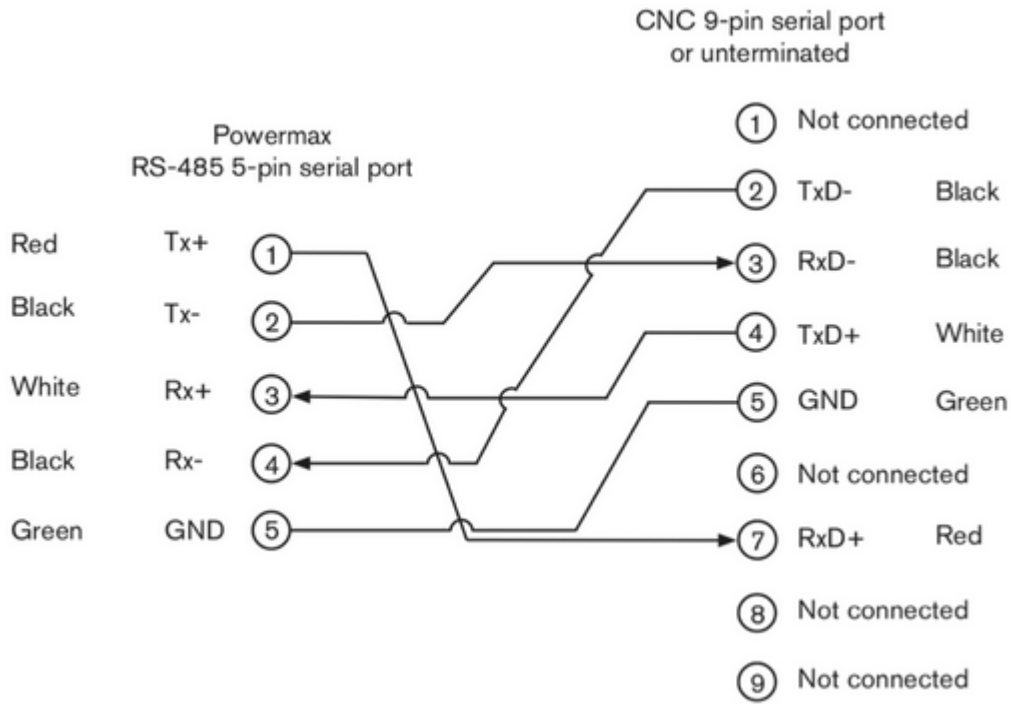 CNC 9-pin serial port
or unterminated
Powermax
RS-485 5-pin serial port
Red Tx+ 1
Black Tx- 2
White Rx+ 3
Black Rx- 4
Green GND 5
1 Not connected
2 TxD- Black
3 RxD- Black
4 TxD+ White
5 GND Green
6 Not connected
7 RxD+ Red
8 Not connected
9 Not connected